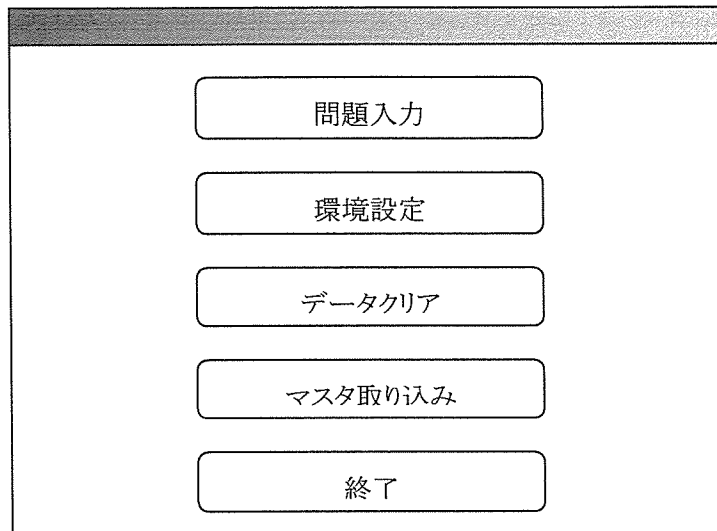 問題入力
環境設定
データクリア
マスタ取り込み
終了